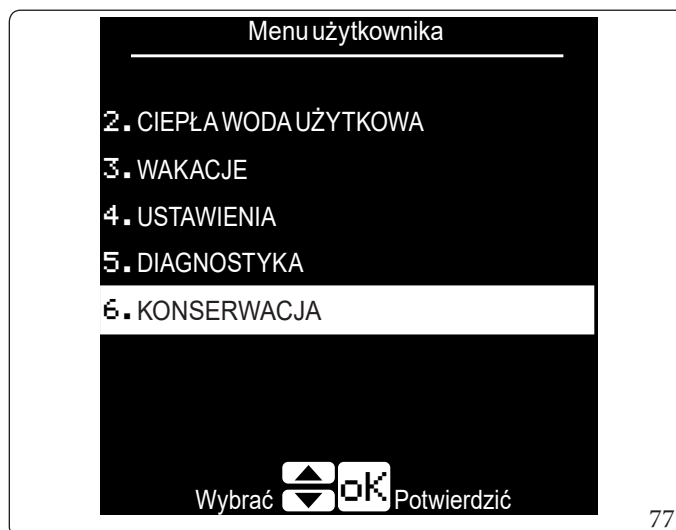 Menu użytkownika
2. CIEPŁA WODA UŻYTKOWA
3. WAKACJE
4. USTAWIENIA
5. DIAGNOSTYKA
6. KONSERWACJA
Wybrać oK Potwierdzić
77